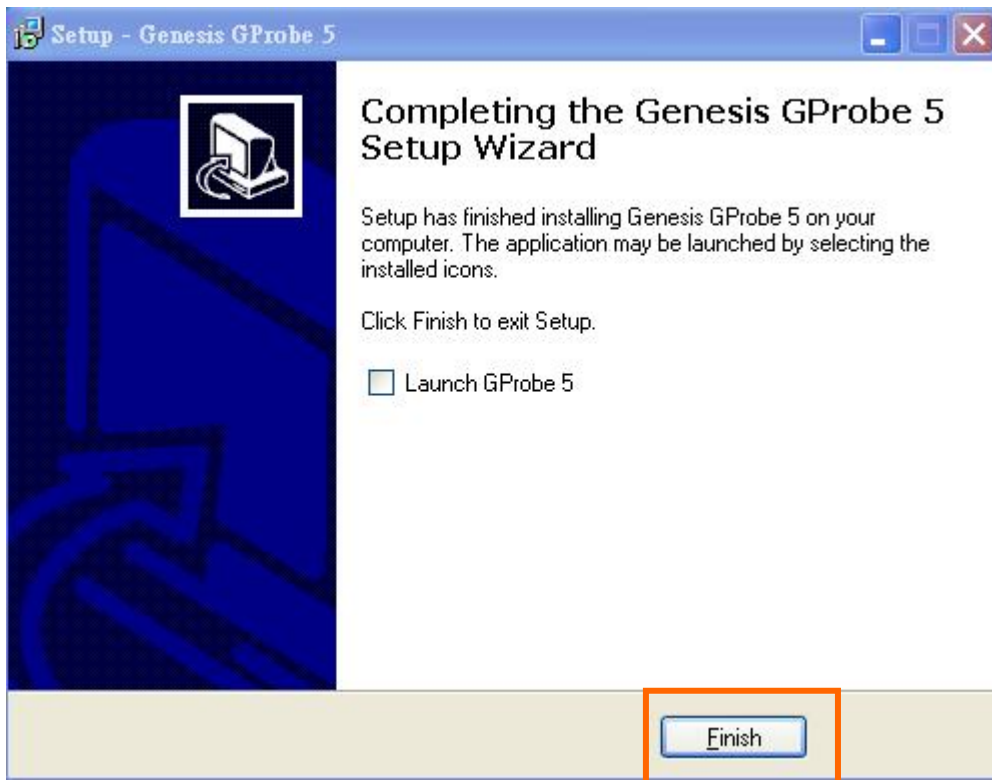 Setup - Genesis GProbe 5
Completing the Genesis GProbe 5
Setup Wizard
Setup has finished installing Genesis GProbe 5 on your
computer. The application may be launched by selecting the
installed icons.
Click Finish to exit Setup.
Launch GProbe 5
Finish